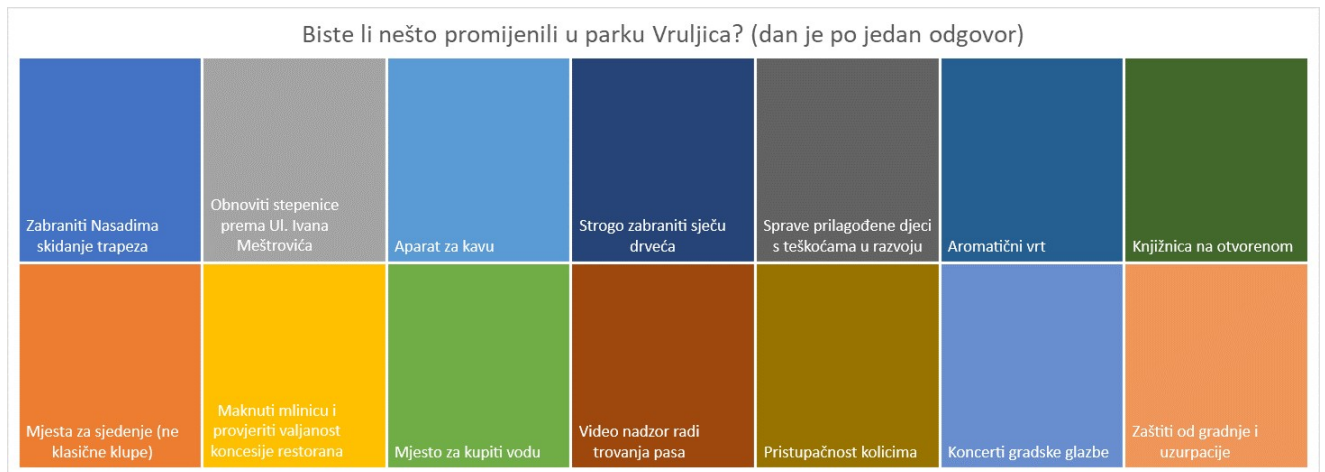 Biste li nešto promijenili u parku Vruljica? (dan je po jedan odgovor)
Zabraniti Nasadima
skidanje trapeza
Obnoviti stepenice
prema Ul. Ivana
Meštrovića
Aparat za kavu
Strogo zabraniti sječu
drveća
Sprave prilagođene djeci
s teškoćama u razvoju
Aromatični vrt
Knjižnica na otvorenom
Mjesta za sjedenje (ne
klasične klupe)
Maknuti mlinicu i
provjeriti valjanost
koncesije restorana
Mjesto za kupiti vodu
Video nadzor radi
trovanja pasa
Pristupačnost kolicima
Koncerti gradske glazbe
Zaštiti od gradnje i
uzurpacije